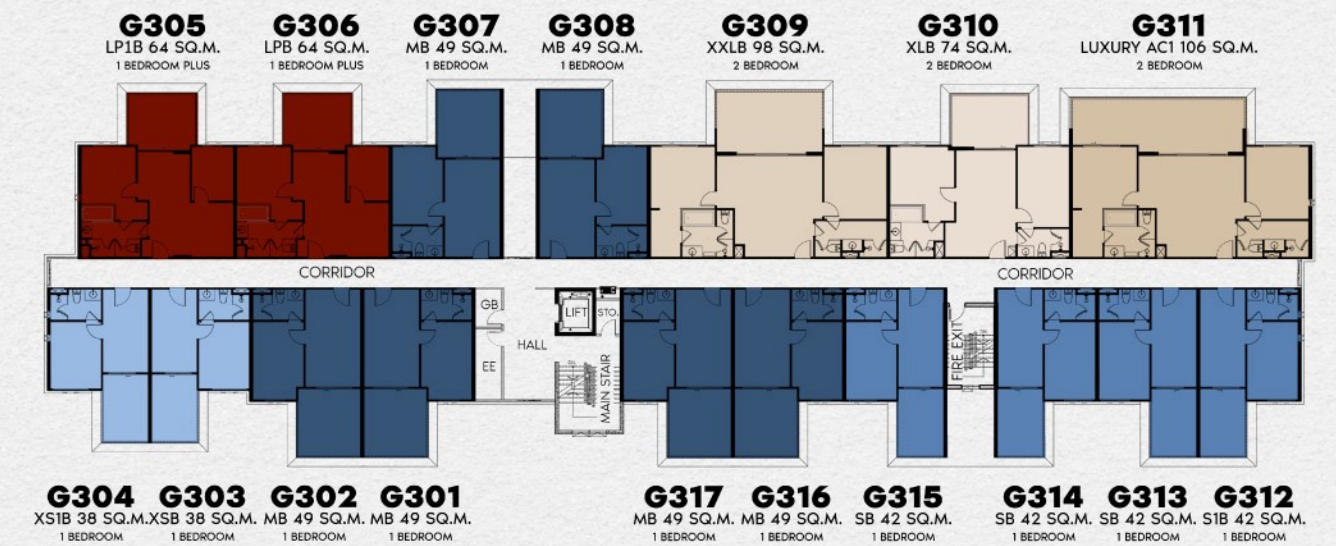 G305
LP1B 64 SQ.M.
1 BEDROOM PLUS
G306
LPB 64 SQ.M.
1 BEDROOM PLUS
G307
MB 49 SQ.M.
1 BEDROOM
G308
MB 49 SQ.M.
1 BEDROOM
G309
XXLB 98 SQ.M.
2 BEDROOM
G310
XLB 74 SQ.M.
2 BEDROOM
G311
LUXURY AC1 106 SQ.M.
2 BEDROOM
CORRIDOR
CORRIDOR
GB
EE
HALL
LIFT
STO.
MAIN STAIR
FIRE EXIT
G304
XS1B 38 SQ.M.
1 BEDROOM
G303
XSB 38 SQ.M.
1 BEDROOM
G302
MB 49 SQ.M.
1 BEDROOM
G301
MB 49 SQ.M.
1 BEDROOM
G317
MB 49 SQ.M.
1 BEDROOM
G316
MB 49 SQ.M.
1 BEDROOM
G315
SB 42 SQ.M.
1 BEDROOM
G314
SB 42 SQ.M.
1 BEDROOM
G313
SB 42 SQ.M.
1 BEDROOM
G312
S1B 42 SQ.M.
1 BEDROOM